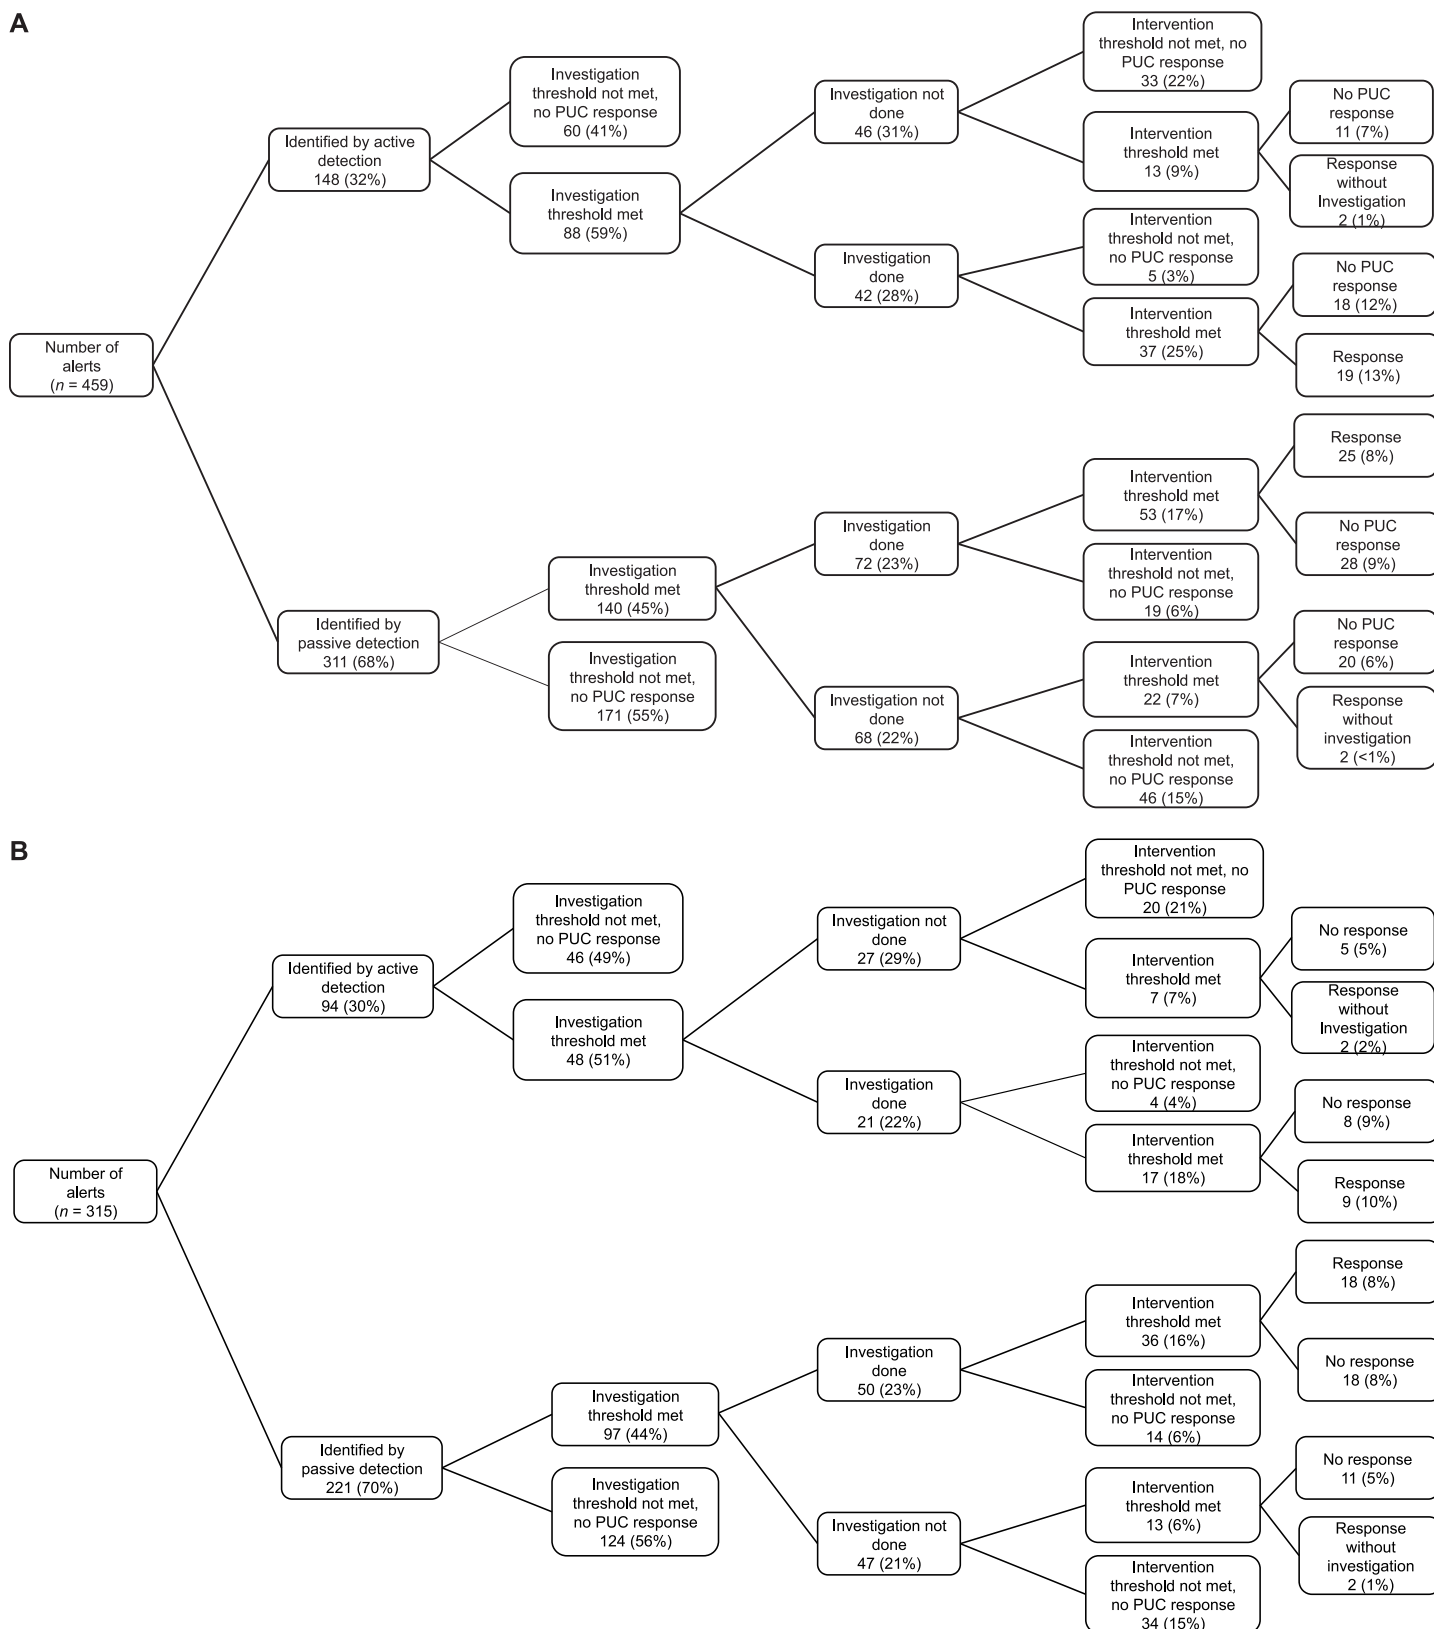 A
Number of
alerts
(n = 459)
Identified by active
detection
148 (32%)
Investigation
threshold not met,
no PUC response
60 (41%)
Investigation
threshold met
88 (59%)
Investigation not
done
46 (31%)
Intervention
threshold not met, no
PUC response
33 (22%)
Intervention
threshold met
13 (9%)
No PUC
response
11 (7%)
Response
without
Investigation
2 (1%)
Investigation
done
42 (28%)
Intervention
threshold not met,
no PUC response
5 (3%)
Intervention
threshold met
37 (25%)
No PUC
response
18 (12%)
Response
19 (13%)
Identified by
passive detection
311 (68%)
Investigation
threshold met
140 (45%)
Investigation
threshold not met,
no PUC response
171 (55%)
Investigation
done
72 (23%)
Intervention
threshold met
53 (17%)
Response
25 (8%)
No PUC
response
28 (9%)
Intervention
threshold not met,
no PUC response
19 (6%)
Investigation not
done
68 (22%)
Intervention
threshold met
22 (7%)
No PUC
response
20 (6%)
Response
without
investigation
2 (<1%)
Intervention
threshold not met,
no PUC response
46 (15%)
B
Number of
alerts
(n = 315)
Identified by active
detection
94 (30%)
Investigation
threshold not met,
no PUC response
46 (49%)
Investigation
threshold met
48 (51%)
Investigation not
done
27 (29%)
Intervention
threshold not met, no
PUC response
20 (21%)
Intervention
threshold met
7 (7%)
No response
5 (5%)
Response
without
Investigation
2 (2%)
Investigation
done
21 (22%)
Intervention
threshold not met,
no PUC response
4 (4%)
Intervention
threshold met
17 (18%)
No response
8 (9%)
Response
9 (10%)
Identified by
passive detection
221 (70%)
Investigation
threshold met
97 (44%)
Investigation
threshold not met,
no PUC response
124 (56%)
Investigation
done
50 (23%)
Intervention
threshold met
36 (16%)
Response
18 (8%)
No response
18 (8%)
Intervention
threshold not met,
no PUC response
14 (6%)
Investigation not
done
47 (21%)
Intervention
threshold met
13 (6%)
No response
11 (5%)
Response
without
investigation
2 (1%)
Intervention
threshold not met,
no PUC response
34 (15%)